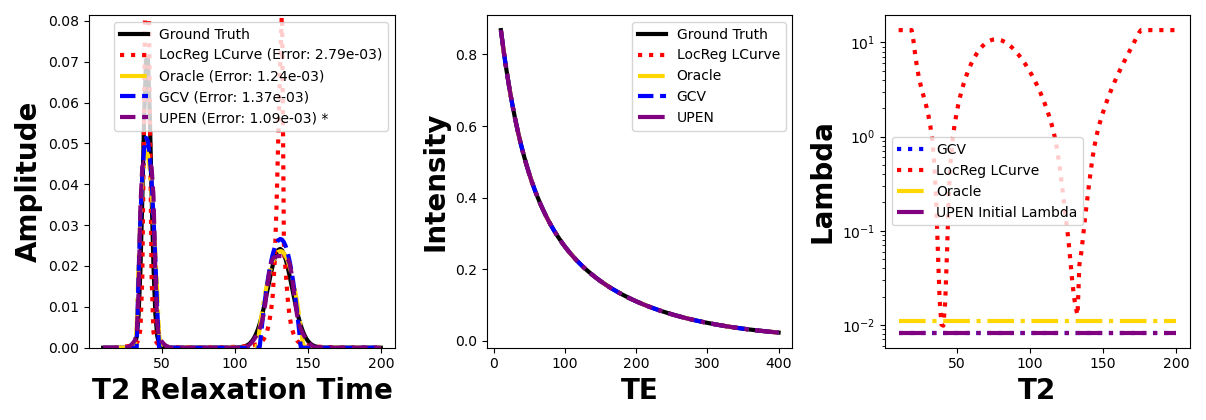 0.08
0.07
0.06
0.05
0.04
0.03
0.02
0.01
0.00
Amplitude
50
100
150
200
T2 Relaxation Time
Ground Truth
LocReg LCurve (Error: 2.79e-03)
Oracle (Error: 1.24e-03)
GCV (Error: 1.37e-03)
UPEN (Error: 1.09e-03) *
0.8
0.6
0.4
0.2
0.0
Intensity
0
100
200
300
400
TE
Ground Truth
LocReg LCurve
Oracle
GCV
UPEN
10¹
10⁰
10⁻¹
10⁻²
Lambda
50
100
150
200
T2
GCV
LocReg LCurve
Oracle
UPEN Initial Lambda